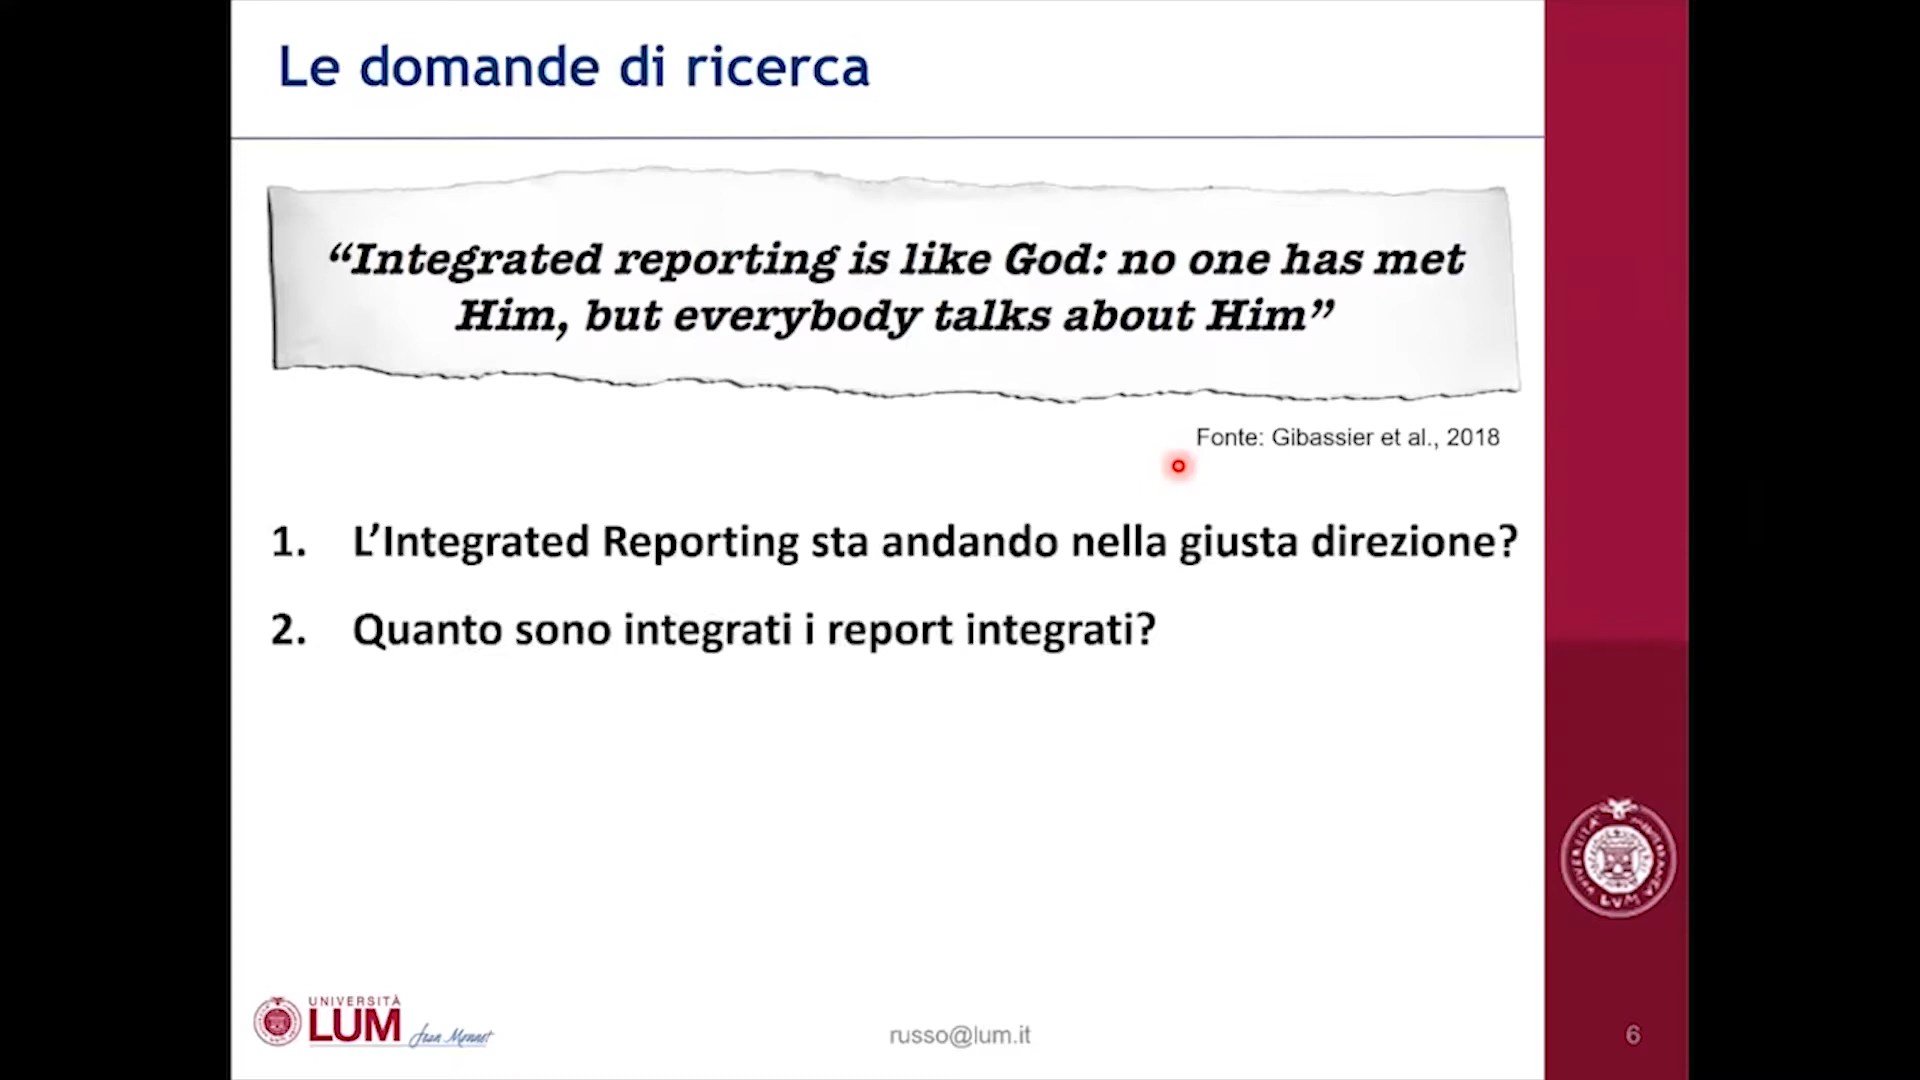 Le domande di ricerca
“Integrated reporting is like God: no one has met
Him, but everybody talks about Him”
Fonte: Gibassier et al., 2018
1. L’Integrated Reporting sta andando nella giusta direzione?
2. Quanto sono integrati i report integrati?
UNIVERSITÀ
LUM
Jean Monnet
russo@lum.it
6